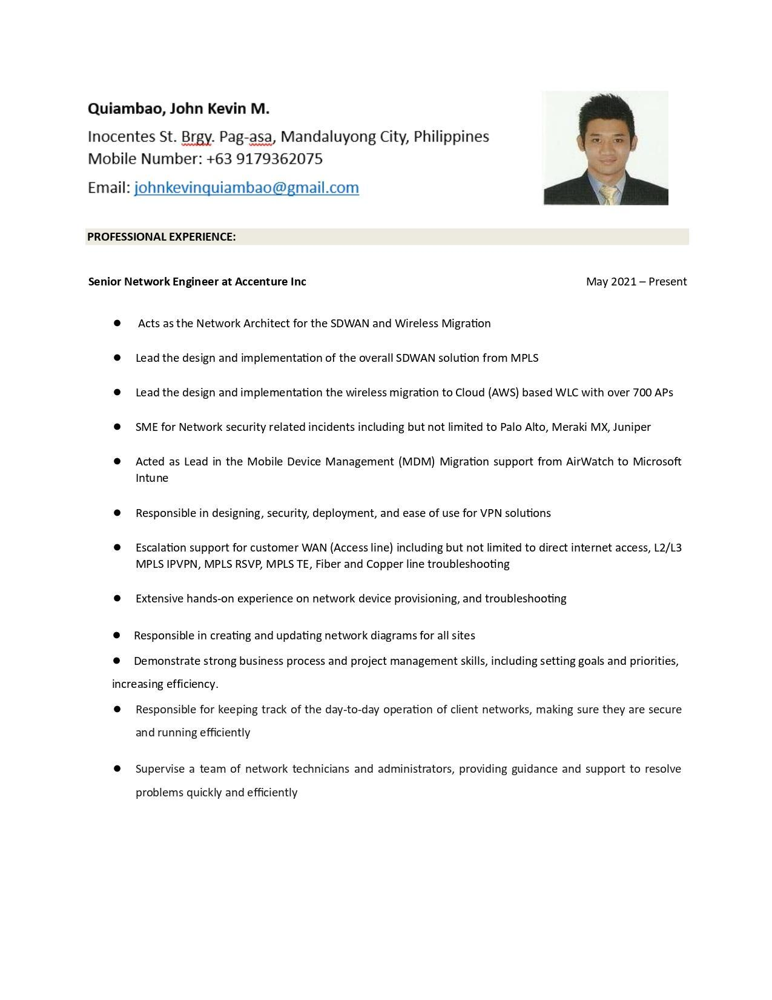 Quiambao, John Kevin M.
Inocentes St. Brgy. Pag-asa, Mandaluyong City, Philippines
Mobile Number: +63 9179362075
Email: johnkevinquiambao@gmail.com
PROFESSIONAL EXPERIENCE:
Senior Network Engineer at Accenture Inc May 2021 – Present
● Acts as the Network Architect for the SDWAN and Wireless Migration
● Lead the design and implementation of the overall SDWAN solution from MPLS
● Lead the design and implementation the wireless migration to Cloud (AWS) based WLC with over 700 APs
● SME for Network security related incidents including but not limited to Palo Alto, Meraki MX, Juniper
● Acted as Lead in the Mobile Device Management (MDM) Migration support from AirWatch to Microsoft
Intune
● Responsible in designing, security, deployment, and ease of use for VPN solutions
● Escalation support for customer WAN (Access line) including but not limited to direct internet access, L2/L3
MPLS IPVPN, MPLS RSVP, MPLS TE, Fiber and Copper line troubleshooting
● Extensive hands-on experience on network device provisioning, and troubleshooting
● Responsible in creating and updating network diagrams for all sites
● Demonstrate strong business process and project management skills, including setting goals and priorities,
increasing efficiency.
● Responsible for keeping track of the day-to-day operation of client networks, making sure they are secure
and running efficiently
● Supervise a team of network technicians and administrators, providing guidance and support to resolve
problems quickly and efficiently